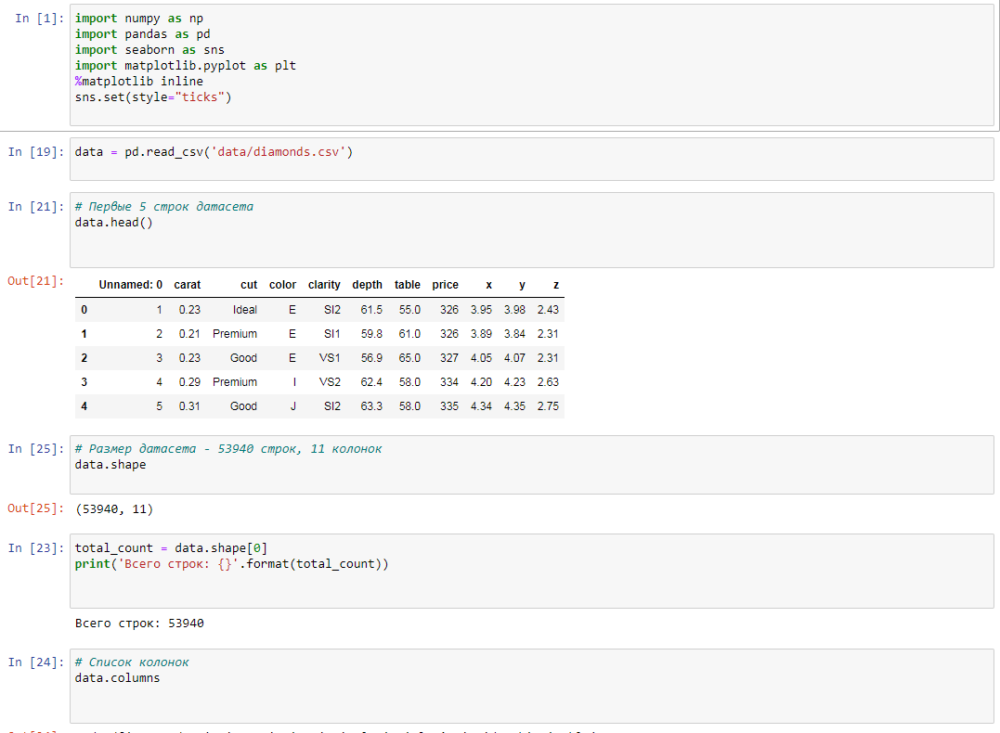 In [1]: import numpy as np
import pandas as pd
import seaborn as sns
import matplotlib.pyplot as plt
%matplotlib inline
sns.set(style="ticks")
In [19]: data = pd.read_csv('data/diamonds.csv')
In [21]: # Первые 5 строк датасета
data.head()
Out[21]:
Unnamed: 0 carat cut color clarity depth table price x y z
0 1 0.23 Ideal E SI2 61.5 55.0 326 3.95 3.98 2.43
1 2 0.21 Premium E SI1 59.8 61.0 326 3.89 3.84 2.31
2 3 0.23 Good E VS1 56.9 65.0 327 4.05 4.07 2.31
3 4 0.29 Premium I VS2 62.4 58.0 334 4.20 4.23 2.63
4 5 0.31 Good J SI2 63.3 58.0 335 4.34 4.35 2.75
In [25]: # Размер датасета - 53940 строк, 11 колонок
data.shape
Out[25]: (53940, 11)
In [23]: total_count = data.shape[0]
print('Всего строк: {}'.format(total_count))
Всего строк: 53940
In [24]: # Список колонок
data.columns